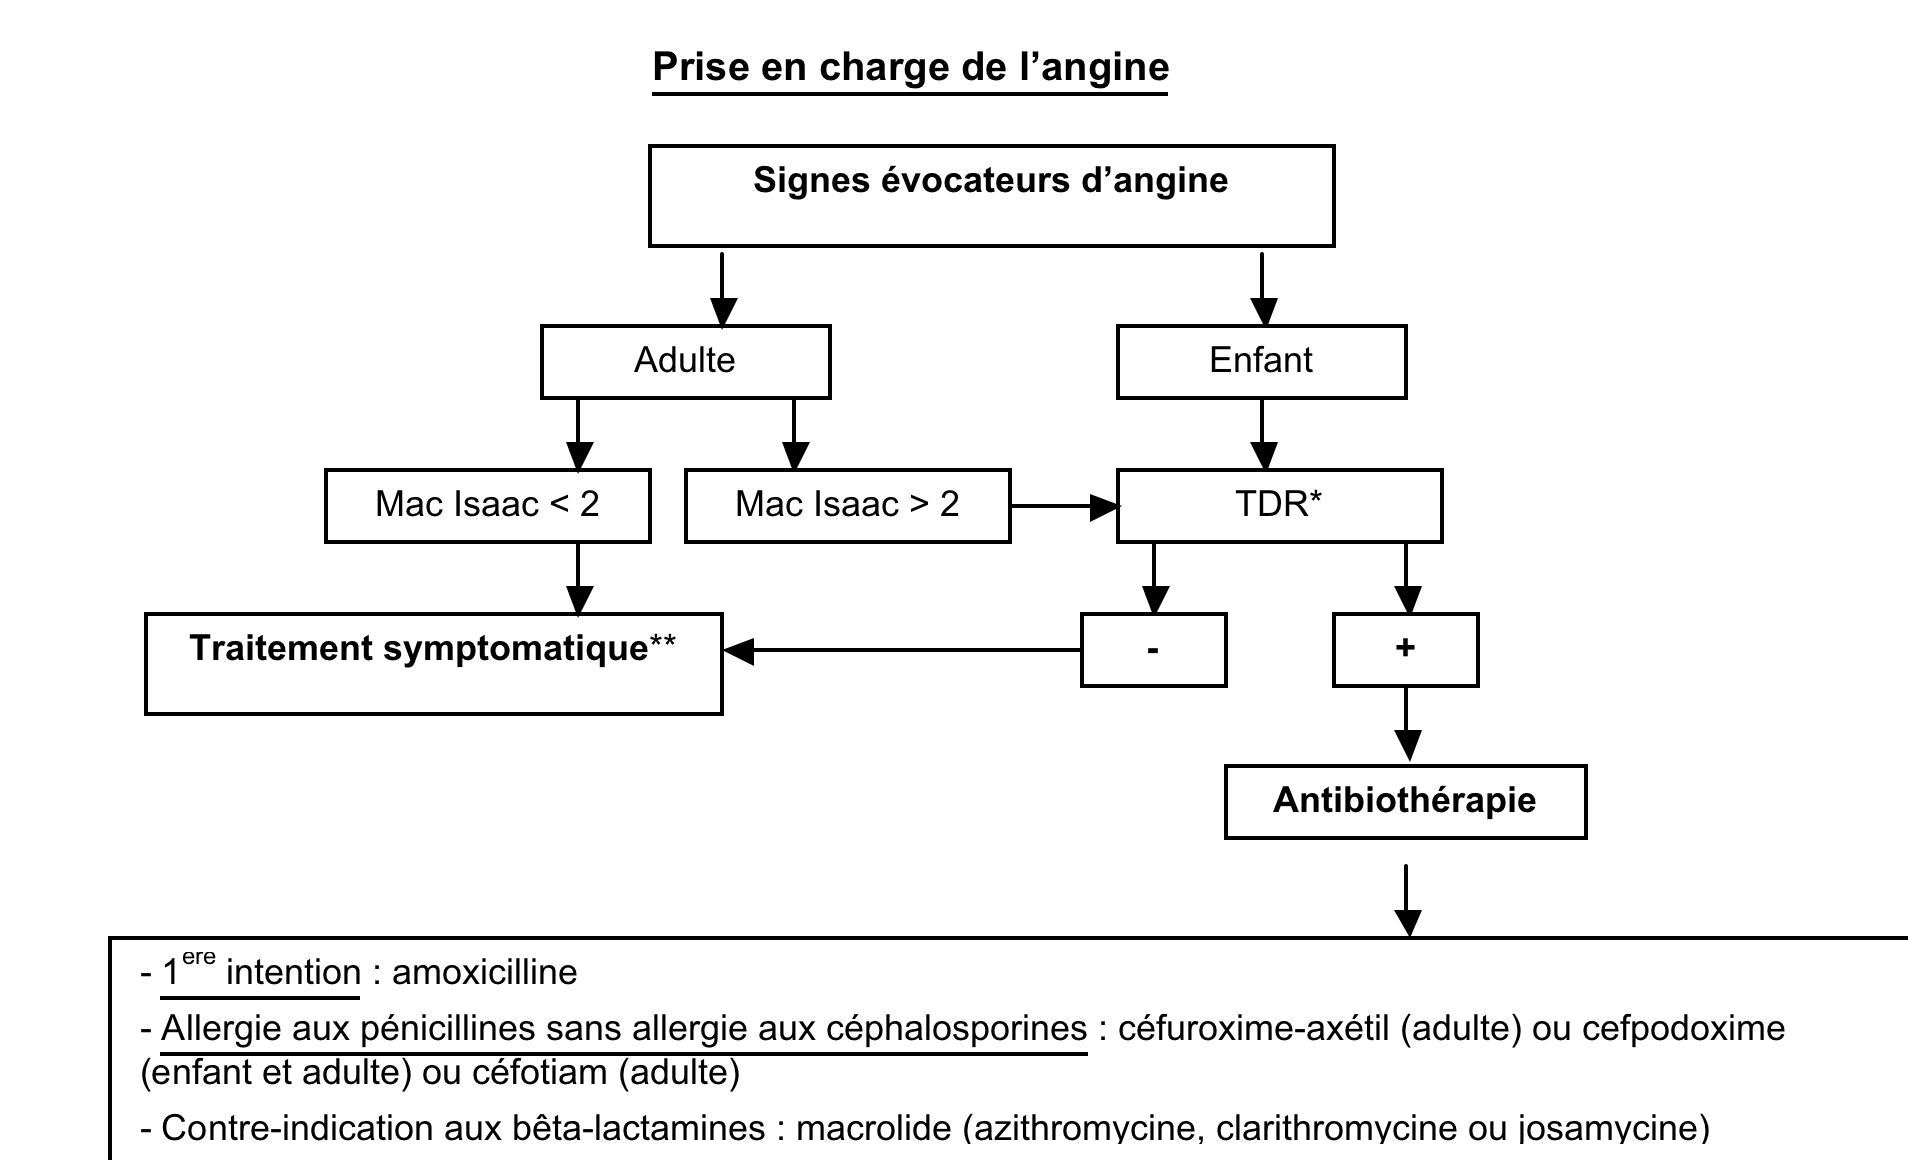 Prise en charge de l’angine
Signes évocateurs d’angine
Adulte
Enfant
Mac Isaac < 2
Mac Isaac > 2
TDR*
Traitement symptomatique**
-
+
Antibiothérapie
- 1ere intention : amoxicilline
- Allergie aux pénicillines sans allergie aux céphalosporines : céfuroxime-axétil (adulte) ou cefpodoxime
(enfant et adulte) ou céfotiam (adulte)
- Contre-indication aux bêta-lactamines : macrolide (azithromycine, clarithromycine ou josamycine)